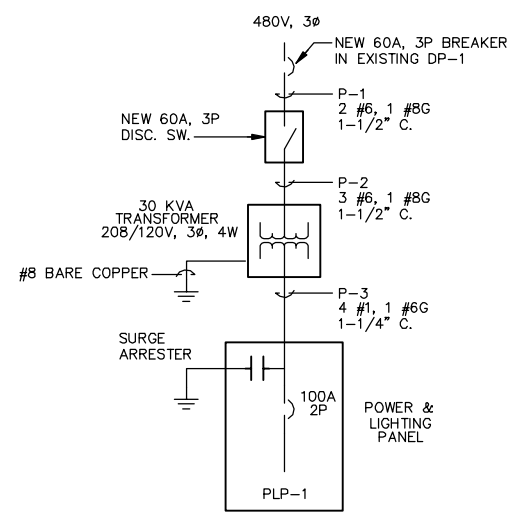 480V, 3ø
NEW 60A, 3P BREAKER
IN EXISTING DP-1
P-1
2 #6, 1 #8G
1-1/2" C.
NEW 60A, 3P
DISC. SW.
P-2
3 #6, 1 #8G
1-1/2" C.
30 KVA
TRANSFORMER
208/120V, 3ø, 4W
#8 BARE COPPER
P-3
4 #1, 1 #6G
1-1/4" C.
SURGE
ARRESTER
100A
2P
POWER &
LIGHTING
PANEL
PLP-1